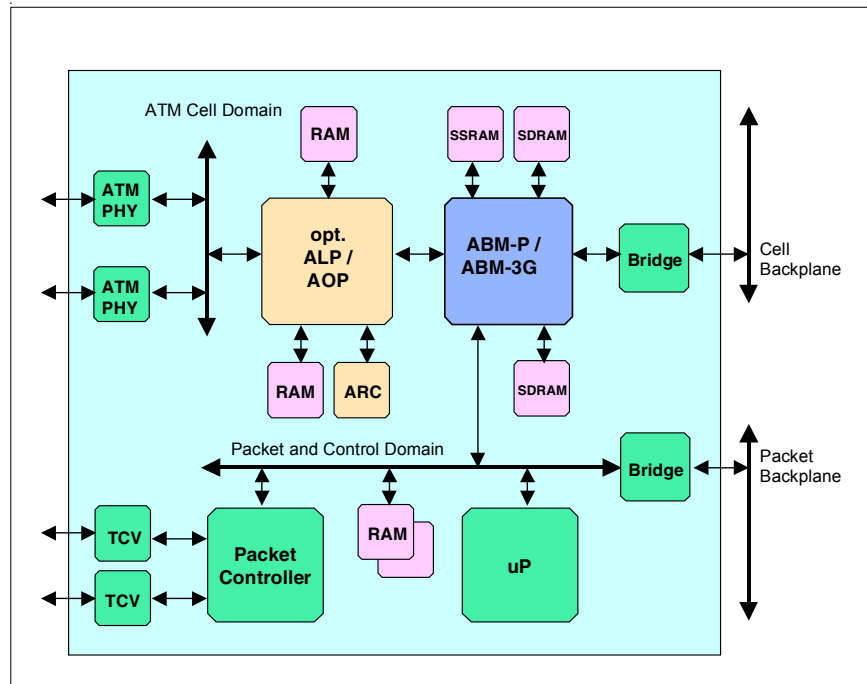 ATM Cell Domain
RAM
SSRAM
SDRAM
ATM
PHY
opt.
ALP /
AOP
ABM-P /
ABM-3G
Bridge
Cell
Backplane
ATM
PHY
RAM
ARC
SDRAM
Packet and Control Domain
Bridge
Packet
Backplane
TCV
Packet
Controller
RAM
uP
TCV